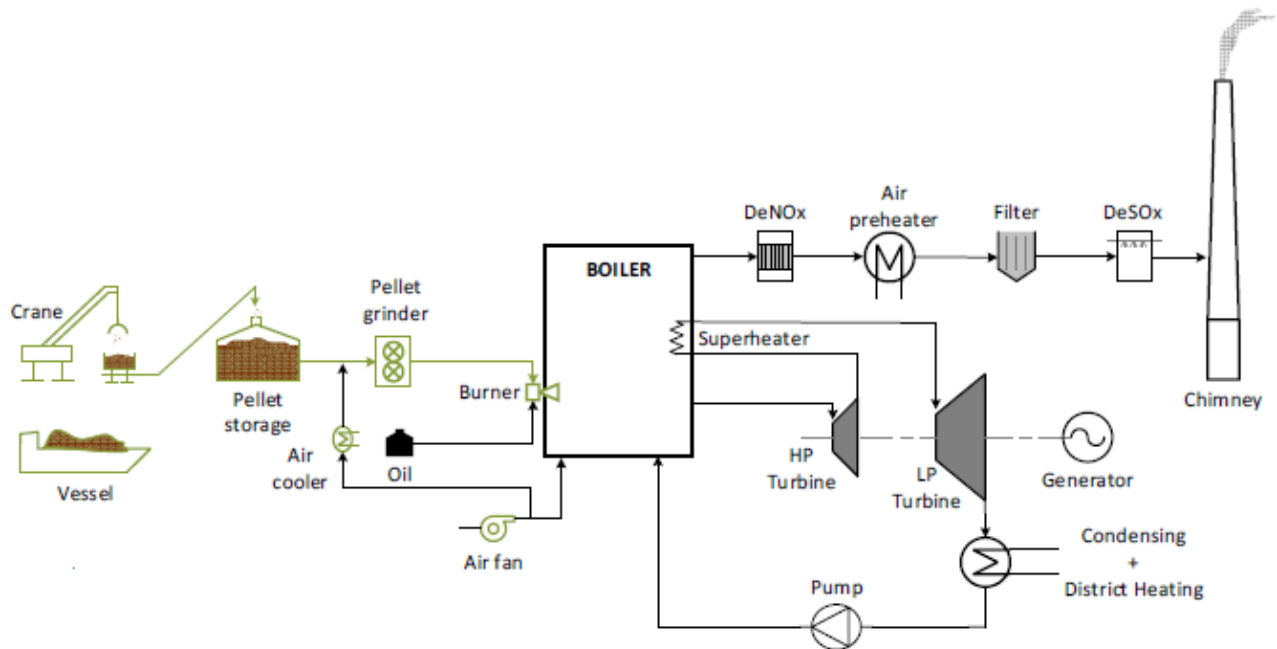 DeNOx
Air
preheater
Filter
DeSOx
BOILER
Crane
Pellet
grinder
Superheater
Burner
Pellet
storage
Chimney
Air
cooler
Oil
HP
Turbine
LP
Turbine
Generator
Vessel
Air fan
Condensing
+
District Heating
Pump